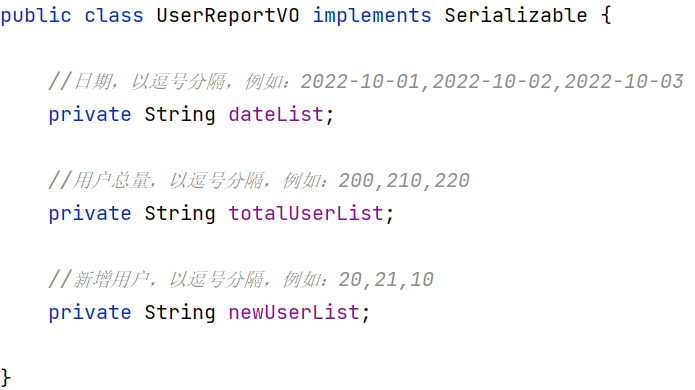 public class UserReportVO implements Serializable {
//日期，以逗号分隔，例如：2022-10-01,2022-10-02,2022-10-03
private String dateList;
//用户总量，以逗号分隔，例如：200,210,220
private String totalUserList;
//新增用户，以逗号分隔，例如：20,21,10
private String newUserList;
}